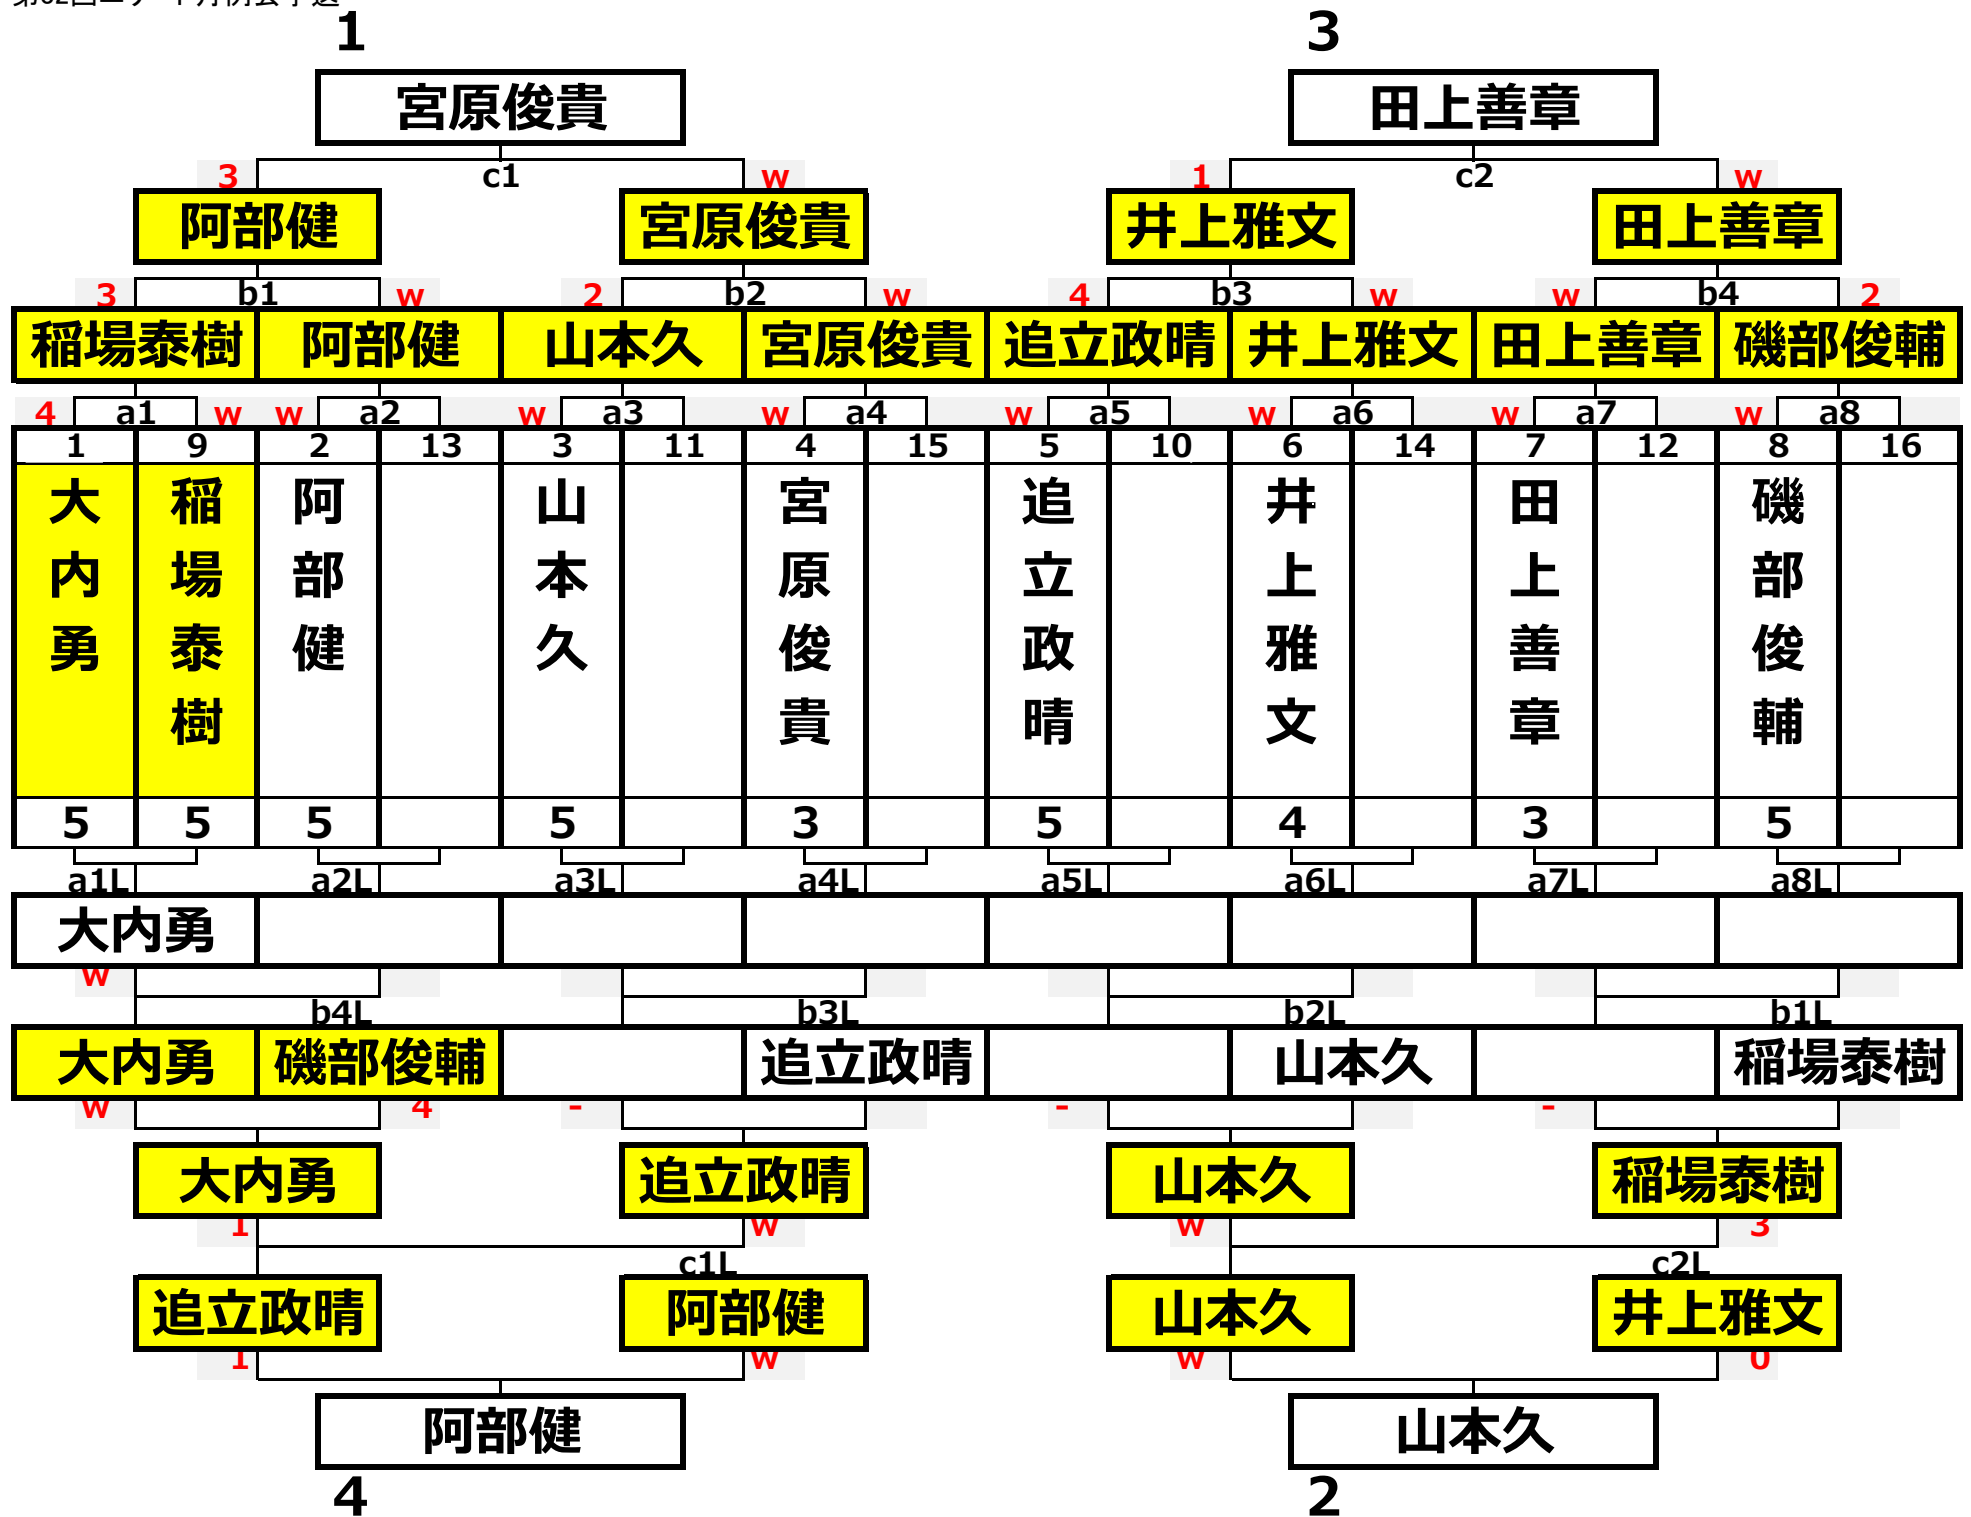 1 3
宮原俊貴 田上善章
3 c1 w 1 c2 w
阿部健 宮原俊貴 井上雅文 田上善章
3 b1 w 2 b2 w 4 b3 w w b4 2
稲場泰樹 阿部健 山本久 宮原俊貴 追立政晴 井上雅文 田上善章 磯部俊輔
4 a1 w w a2 w a3 w a4 w a5 w a6 w a7 w a8
1 9 2 13 3 11 4 15 5 10 6 14 7 12 8 16
大内勇 稲場泰樹 阿部健 山本久 宮原俊貴 追立政晴 井上雅文 田上善章 磯部俊輔
5 5 5 5 3 5 4 3 5
a1L a2L a3L a4L a5L a6L a7L a8L
大内勇
w
b4L b3L b2L b1L
大内勇 磯部俊輔 追立政晴 山本久 稲場泰樹
w 4 - - -
大内勇 追立政晴 山本久 稲場泰樹
1 w w 3
c1L c2L
追立政晴 阿部健 山本久 井上雅文
1 w w 0
阿部健 山本久
4 2